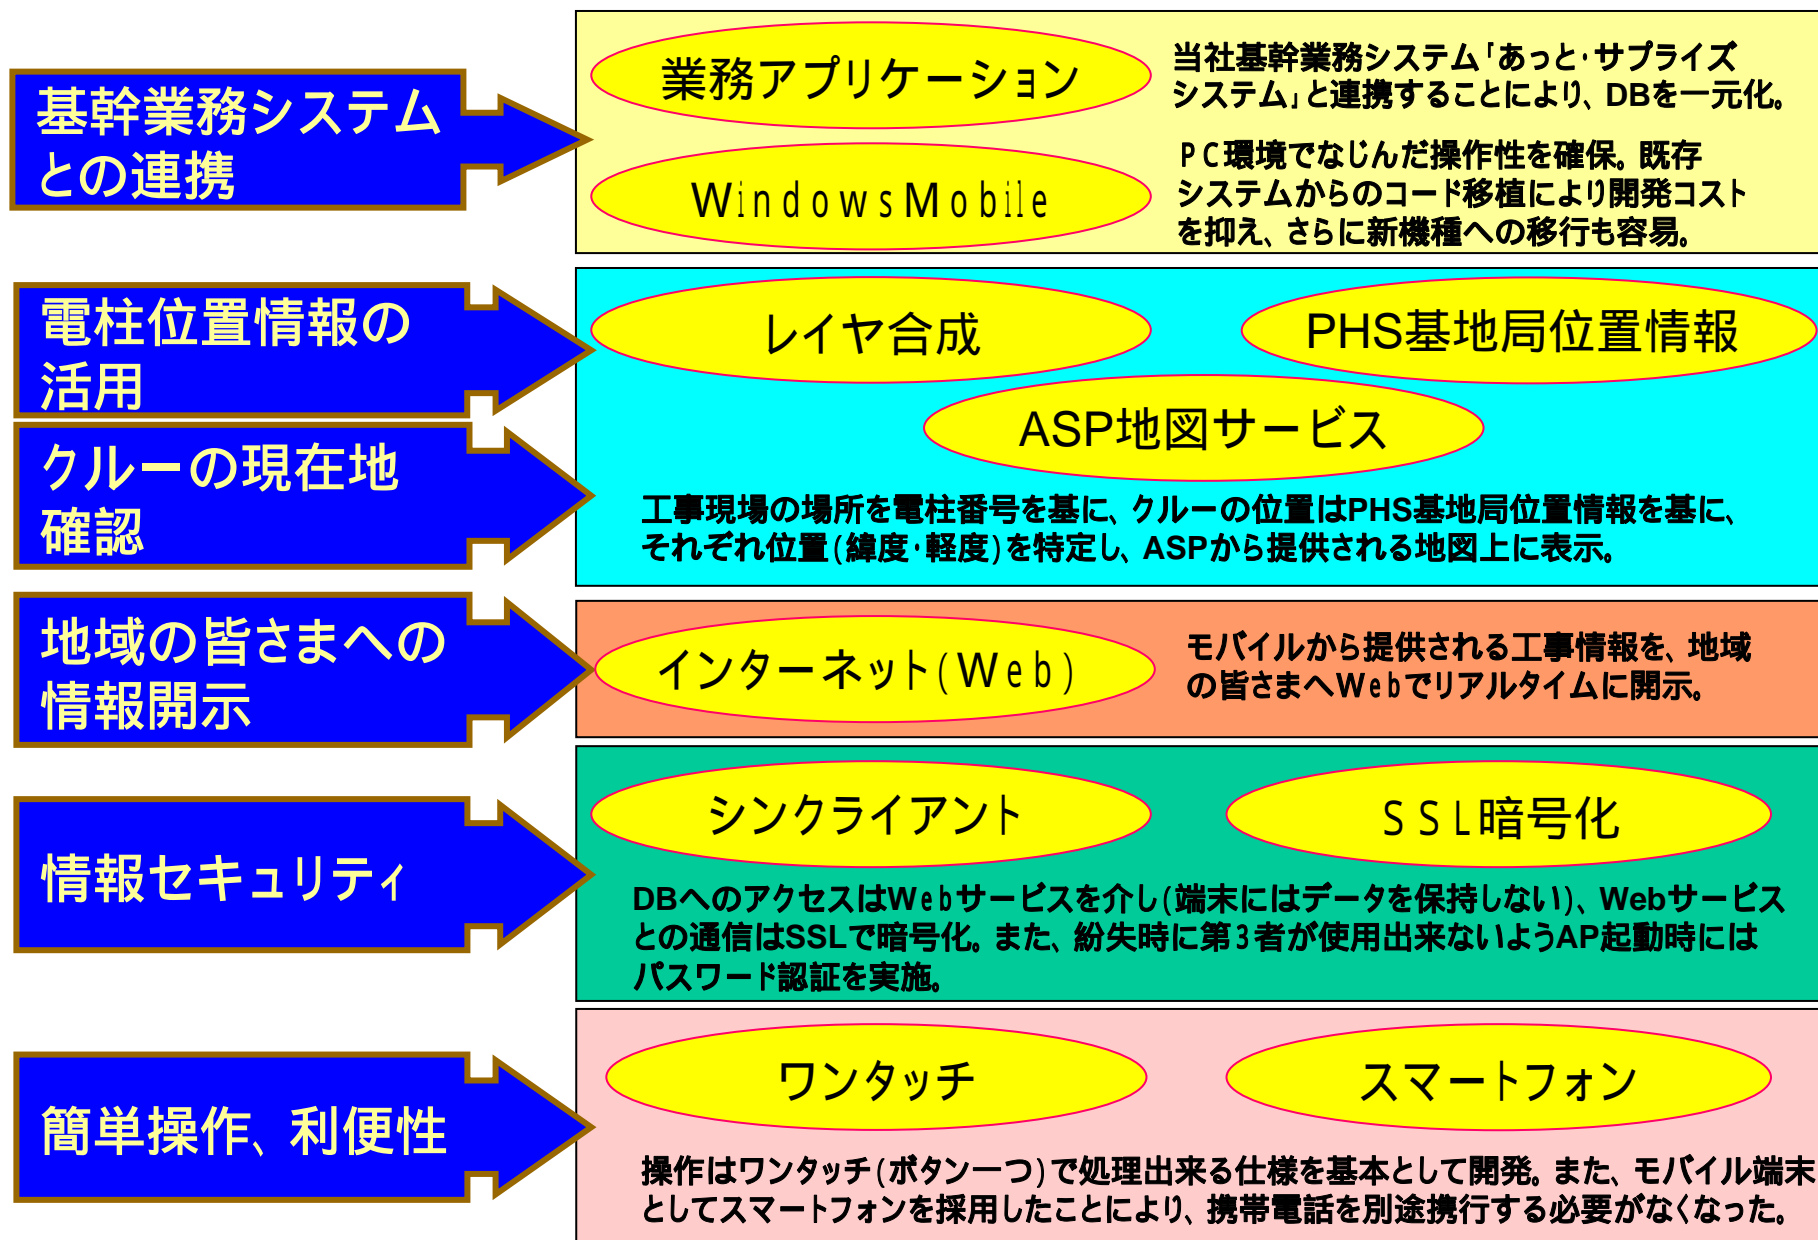 基幹業務システム
との連携
業務アプリケーション
当社基幹業務システム「あっと・サプライズ
システム」と連携することにより、DBを一元化。
WindowsMobile
PC環境でなじんだ操作性を確保。既存
システムからのコード移植により開発コスト
を抑え、さらに新機種への移行も容易。
電柱位置情報の
活用
クルーの現在地
確認
レイヤ合成
PHS基地局位置情報
ASP地図サービス
工事現場の場所を電柱番号を基に、クルーの位置はPHS基地局位置情報を基に、
それぞれ位置(緯度・軽度)を特定し、ASPから提供される地図上に表示。
地域の皆さまへの
情報開示
インターネット(Web)
モバイルから提供される工事情報を、地域
の皆さまへWebでリアルタイムに開示。
情報セキュリティ
シンクライアント
SSL暗号化
DBへのアクセスはWebサービスを介し(端末にはデータを保持しない)、Webサービス
との通信はSSLで暗号化。また、紛失時に第3者が使用出来ないようAP起動時には
パスワード認証を実施。
簡単操作、利便性
ワンタッチ
スマートフォン
操作はワンタッチ(ボタン一つ)で処理出来る仕様を基本として開発。また、モバイル端末
としてスマートフォンを採用したことにより、携帯電話を別途携行する必要がなくなった。